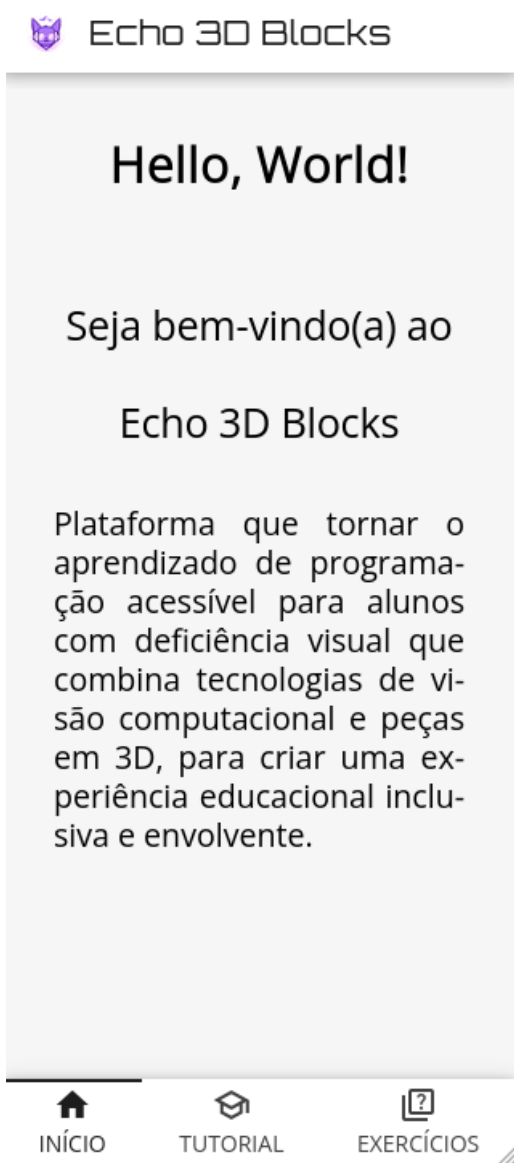 Echo 3D Blocks
Hello, World!
Seja bem-vindo(a) ao
Echo 3D Blocks
Plataforma que tornar o
aprendizado de programa-
ção acessível para alunos
com deficiência visual que
combina tecnologias de vi-
são computacional e peças
em 3D, para criar uma ex-
periência educacional inclu-
siva e envolvente.
INÍCIO TUTORIAL EXERCÍCIOS